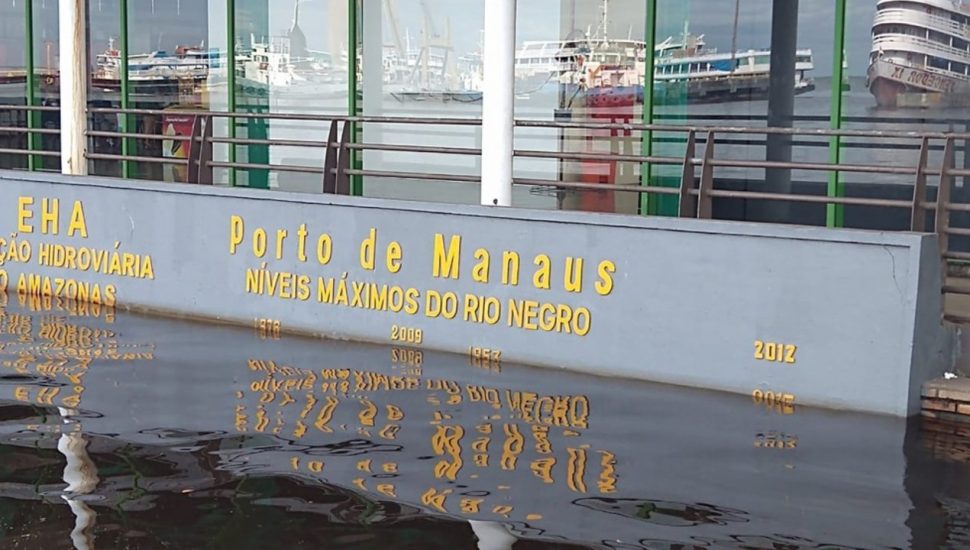 EHA
ÇÃO HIDROVIÁRIA
AMAZONAS
Porto de Manaus
NÍVEIS MÁXIMOS DO RIO NEGRO
2009
1976
1953
2012